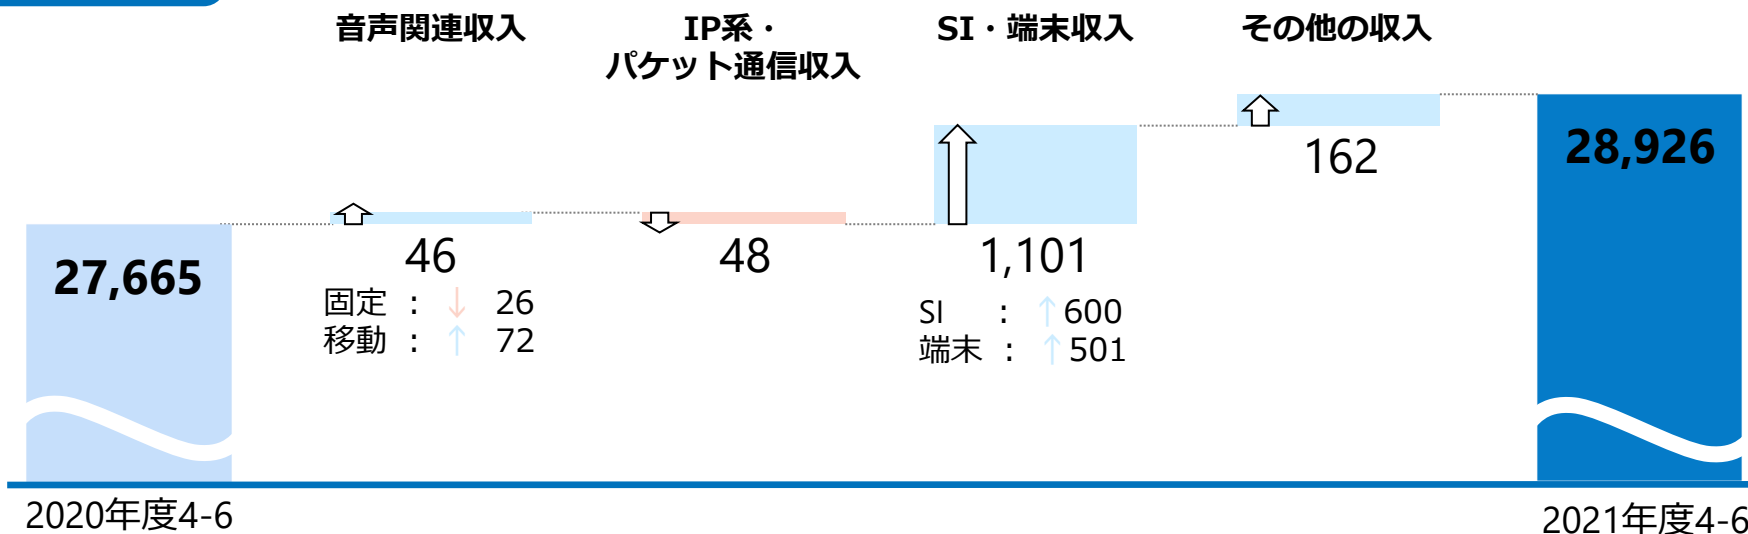 音声関連収入
IP系・
パケット通信収入
SI・端末収入
その他の収入
27,665
46
固定 : ↓ 26
移動 : ↑ 72
48
1,101
SI : ↑ 600
端末 : ↑ 501
162
28,926
2020年度4-6
2021年度4-6